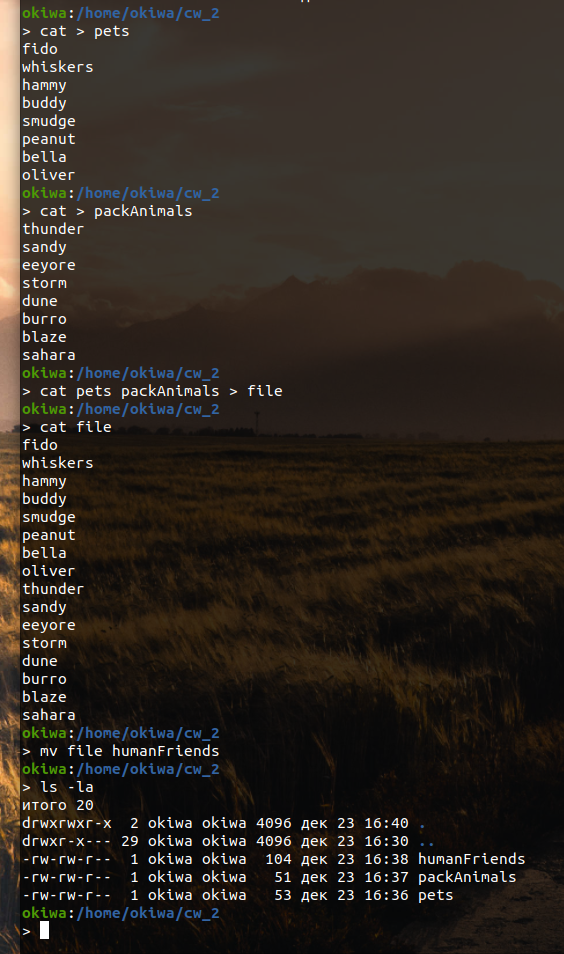 okiwa:/home/okiwa/cw_2
> cat > pets
fido
whiskers
hammy
buddy
smudge
peanut
bella
oliver
okiwa:/home/okiwa/cw_2
> cat > packAnimals
thunder
sandy
eeyore
storm
dune
burro
blaze
sahara
okiwa:/home/okiwa/cw_2
> cat pets packAnimals > file
okiwa:/home/okiwa/cw_2
> cat file
fido
whiskers
hammy
buddy
smudge
peanut
bella
oliver
thunder
sandy
eeyore
storm
dune
burro
blaze
sahara
okiwa:/home/okiwa/cw_2
> mv file humanFriends
okiwa:/home/okiwa/cw_2
> ls -la
итого 20
drwxrwxr-x  2 okiwa okiwa 4096 дек 23 16:40 .
drwxr-x--- 29 okiwa okiwa 4096 дек 23 16:30 ..
-rw-rw-r--  1 okiwa okiwa  104 дек 23 16:38 humanFriends
-rw-rw-r--  1 okiwa okiwa   51 дек 23 16:37 packAnimals
-rw-rw-r--  1 okiwa okiwa   53 дек 23 16:36 pets
okiwa:/home/okiwa/cw_2
>